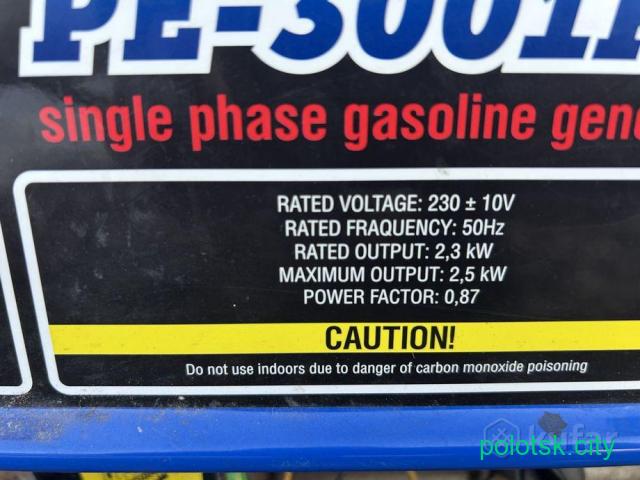 single phase gasoline
RATED VOLTAGE: 230 ± 10V
RATED FRAQUENCY: 50Hz
RATED OUTPUT: 2,3 kW
MAXIMUM OUTPUT: 2,5 kW
POWER FACTOR: 0,87
CAUTION!
Do not use indoors due to danger of carbon monoxide poisoning
kufar
polotsk.city